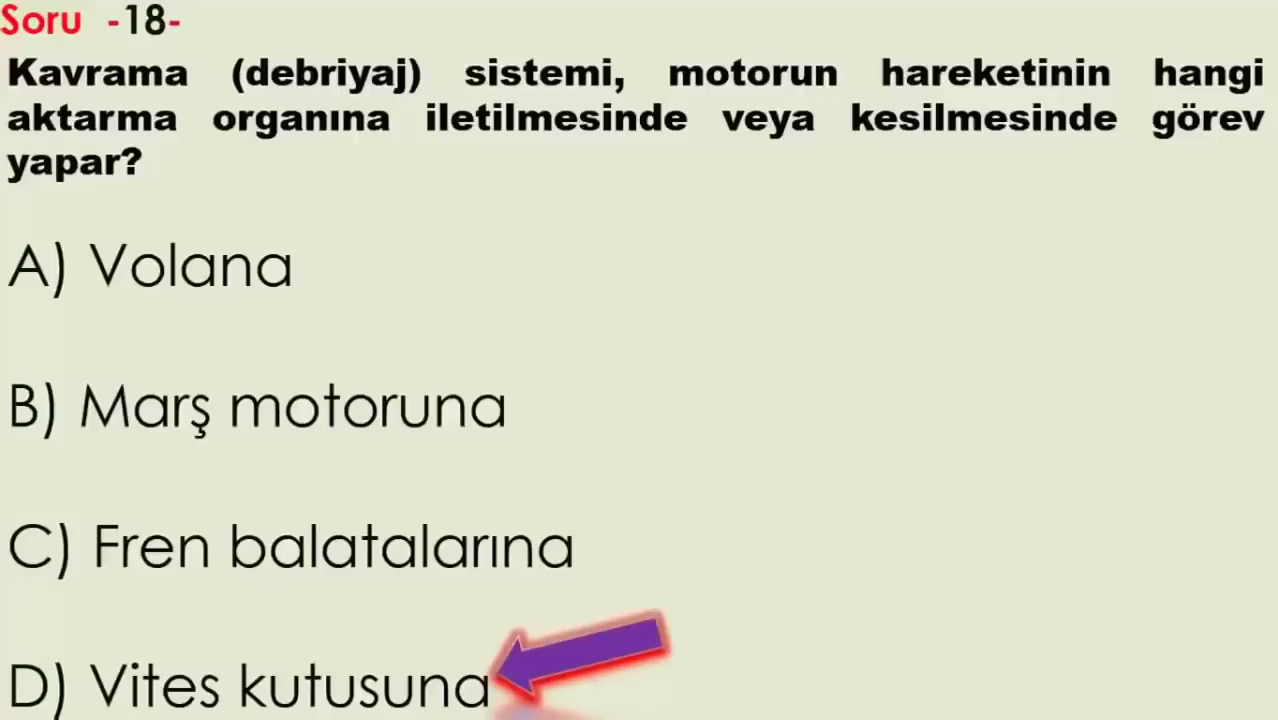 Soru -18-
Kavrama (debriyaj) sistemi, motorun hareketinin hangi
aktarma organına iletilmesinde veya kesilmesinde görev
yapar?
A) Volana
B) Marş motoruna
C) Fren balatalarına
D) Vites kutusuna